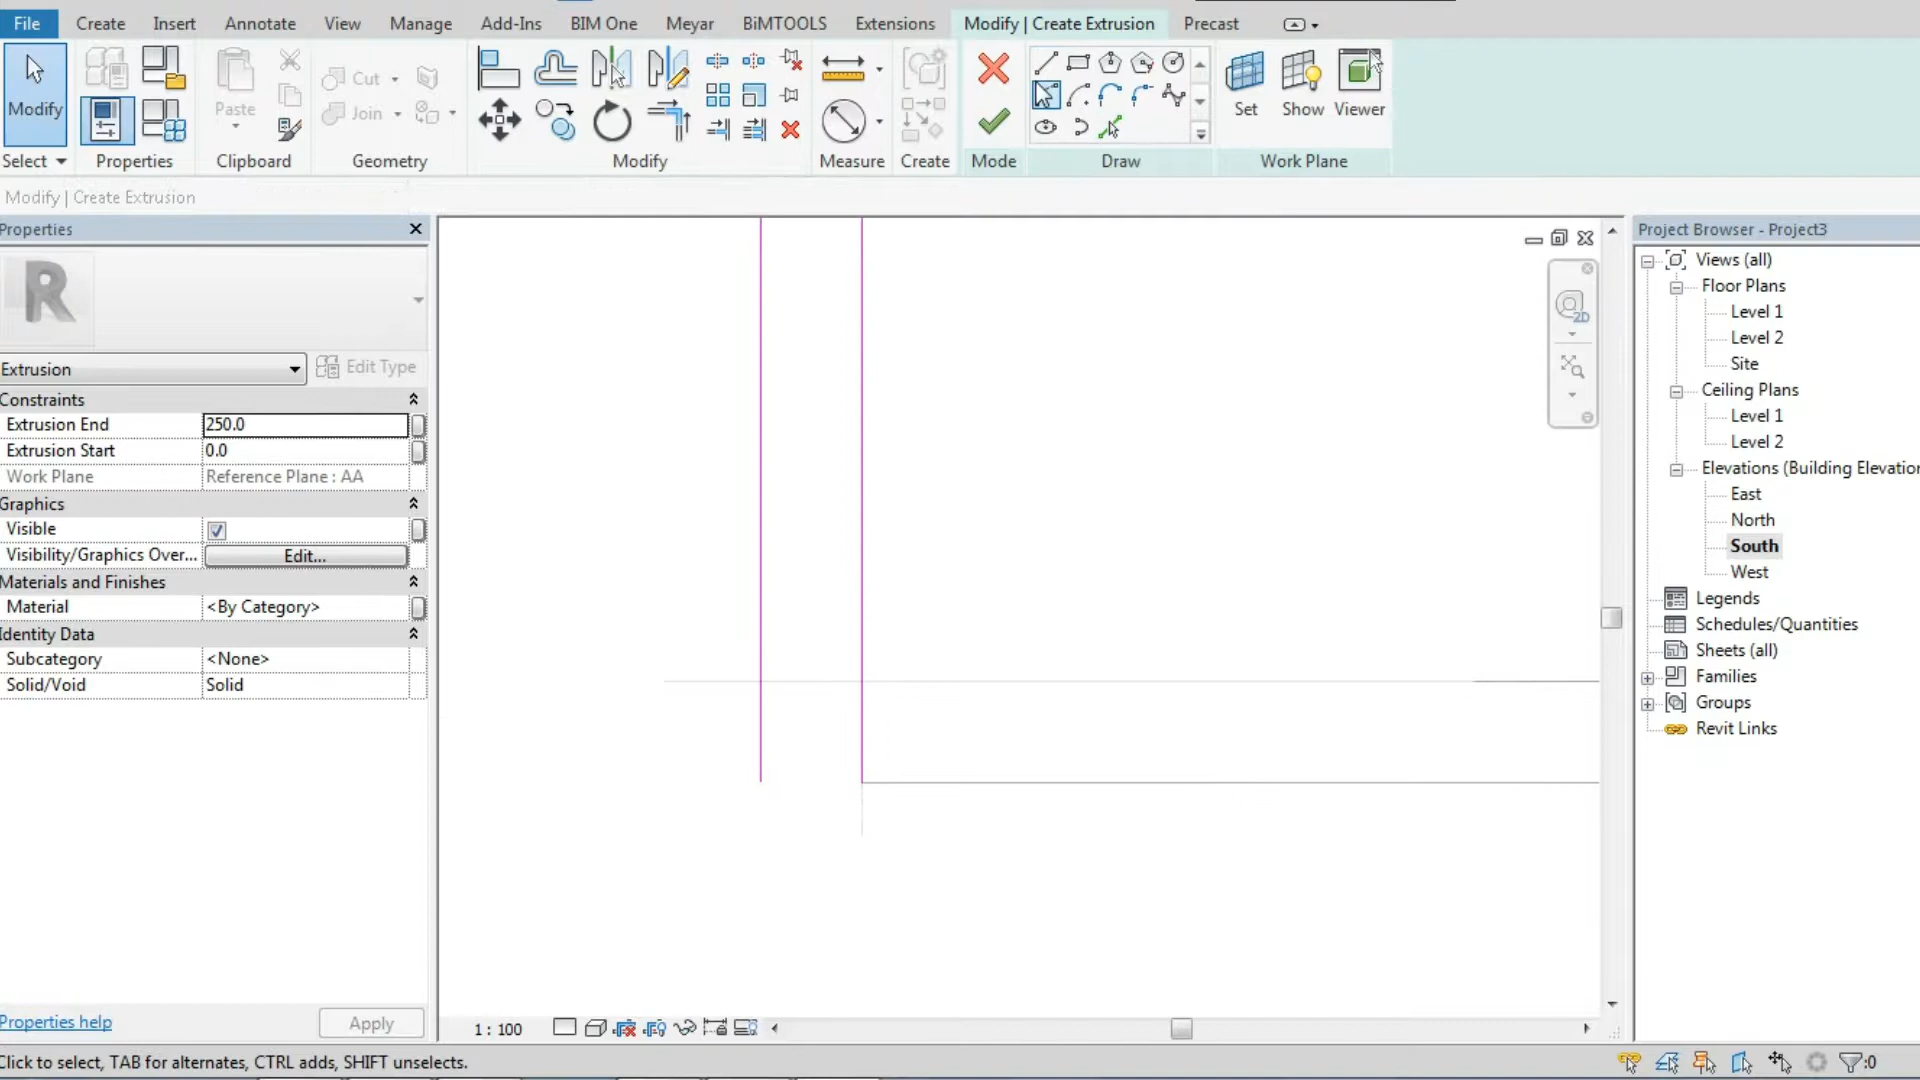 File Create Insert Annotate View Manage Add-Ins BIM One Meyar BiMTOOLS Extensions Modify | Create Extrusion Precast
Modify Paste Cut Join Set Show Viewer
Select Properties Clipboard Geometry Modify Measure Create Mode Draw Work Plane
Modify | Create Extrusion
Properties
R
Extrusion Edit Type
Constraints
Extrusion End 250.0
Extrusion Start 0.0
Work Plane Reference Plane : AA
Graphics
Visible
Visibility/Graphics Over... Edit...
Materials and Finishes
Material <By Category>
Identity Data
Subcategory <None>
Solid/Void Solid
Properties help Apply
2D
1 : 100
Project Browser - Project3
Views (all)
Floor Plans
Level 1
Level 2
Site
Ceiling Plans
Level 1
Level 2
Elevations (Building Elevation
East
North
South
West
Legends
Schedules/Quantities
Sheets (all)
Families
Groups
Revit Links
Click to select, TAB for alternates, CTRL adds, SHIFT unselects. :0